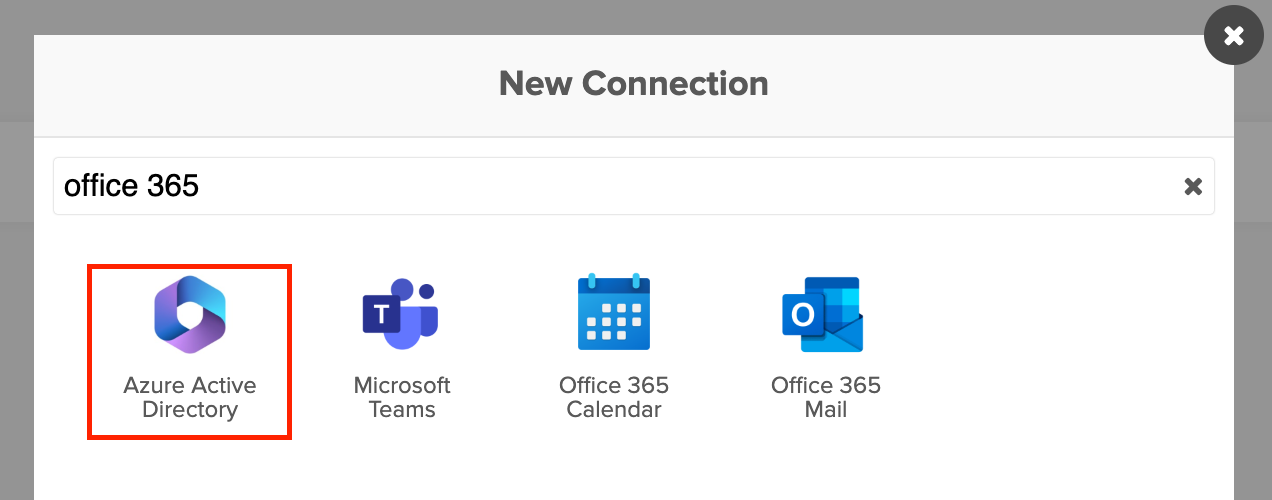 New Connection
office 365
Azure Active
Directory
T
Microsoft
Teams
Office 365
Calendar
O
Office 365
Mail